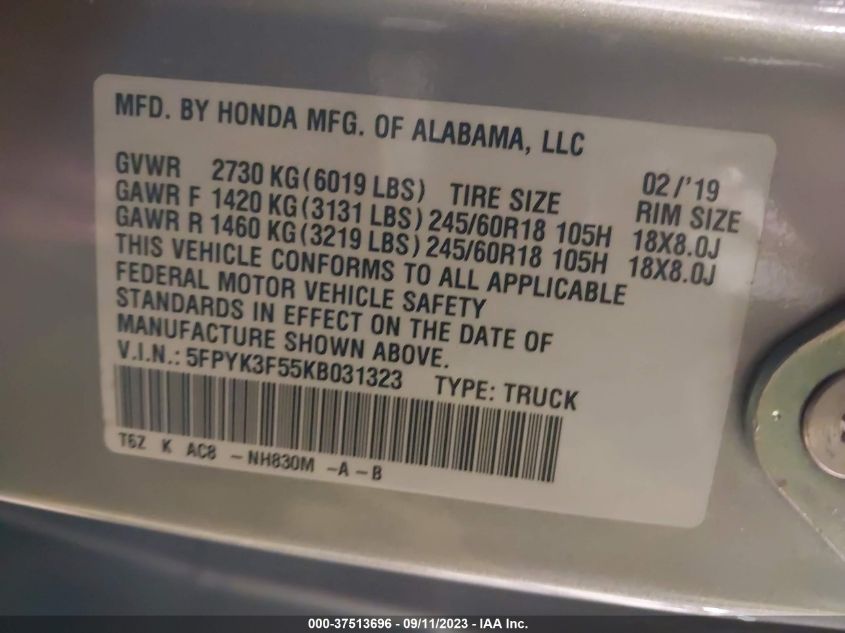 MFD. BY HONDA MFG. OF ALABAMA, LLC
02/'19
GVWR 2730 KG(6019 LBS) TIRE SIZE RIM SIZE
GAWR F 1420 KG(3131 LBS) 245/60R18 105H 18X8.0J
GAWR R 1460 KG(3219 LBS) 245/60R18 105H 18X8.0J
THIS VEHICLE CONFORMS TO ALL APPLICABLE
FEDERAL MOTOR VEHICLE SAFETY
STANDARDS IN EFFECT ON THE DATE OF
MANUFACTURE SHOWN ABOVE.
V.I.N.: 5FPYK3F55KB031323 TYPE: TRUCK
T6Z K AC8 -NH830M -A-B
000-37513696 - 09/11/2023 - IAA Inc.